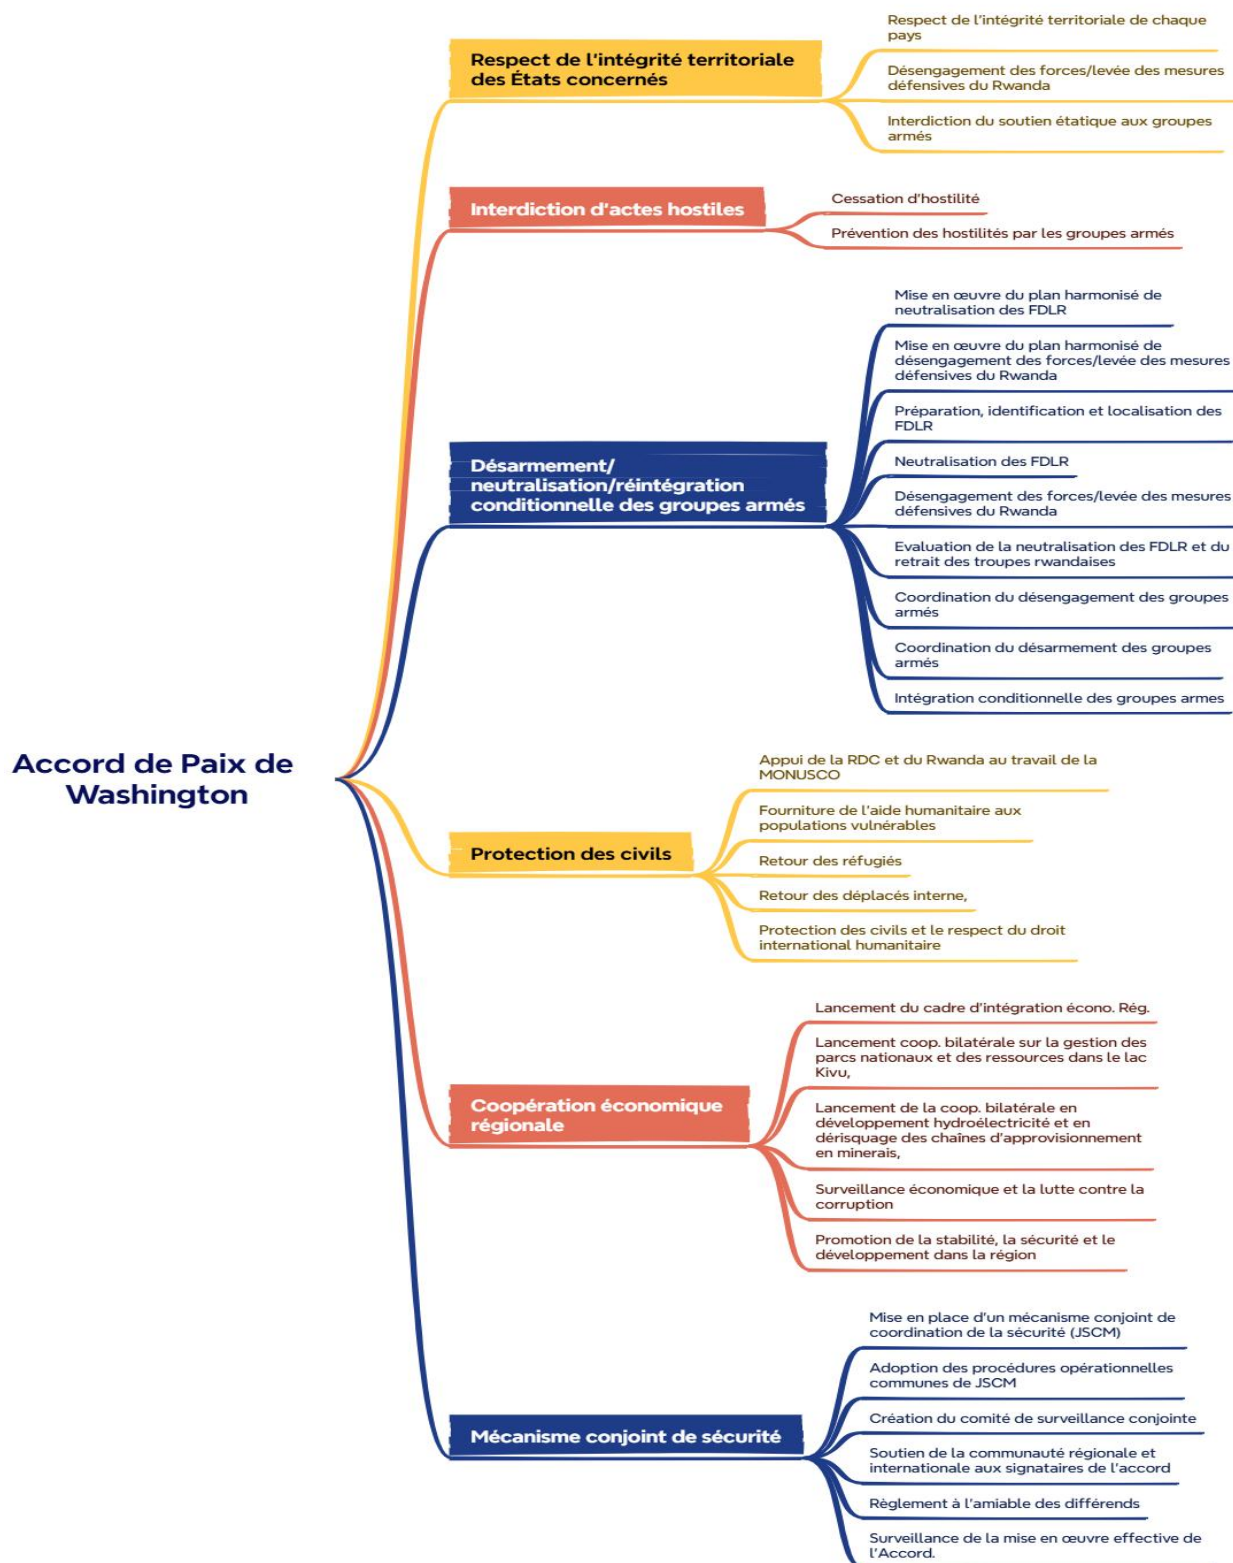 Accord de Paix de
Washington
Respect de l'intégrité territoriale
des États concernés
Respect de l'intégrité territoriale de chaque
pays
Désengagement des forces/levée des mesures
défensives du Rwanda
Interdiction du soutien étatique aux groupes
armés
Interdiction d'actes hostiles
Cessation d'hostilité
Prévention des hostilités par les groupes armés
Désarmement/
neutralisation/réintégration
conditionnelle des groupes armés
Mise en œuvre du plan harmonisé de
neutralisation des FDLR
Mise en œuvre du plan harmonisé de
désengagement des forces/levée des mesures
défensives du Rwanda
Préparation, identification et localisation des
FDLR
Neutralisation des FDLR
Désengagement des forces/levée des mesures
défensives du Rwanda
Evaluation de la neutralisation des FDLR et du
retrait des troupes rwandaises
Coordination du désengagement des groupes
armés
Coordination du désarmement des groupes
armés
Intégration conditionnelle des groupes armes
Protection des civils
Appui de la RDC et du Rwanda au travail de la
MONUSCO
Fourniture de l'aide humanitaire aux
populations vulnérables
Retour des réfugiés
Retour des déplacés interne,
Protection des civils et le respect du droit
international humanitaire
Coopération économique
régionale
Lancement du cadre d'intégration écono. Rég.
Lancement coop. bilatérale sur la gestion des
parcs nationaux et des ressources dans le lac
Kivu,
Lancement de la coop. bilatérale en
développement hydroélectricité et en
dérisquage des chaînes d'approvisionnement
en minerais,
Surveillance économique et la lutte contre la
corruption
Promotion de la stabilité, la sécurité et le
développement dans la région
Mécanisme conjoint de sécurité
Mise en place d'un mécanisme conjoint de
coordination de la sécurité (JSCM)
Adoption des procédures opérationnelles
communes de JSCM
Création du comité de surveillance conjointe
Soutien de la communauté régionale et
internationale aux signataires de l'accord
Règlement à l'amiable des différends
Surveillance de la mise en œuvre effective de
l'Accord.